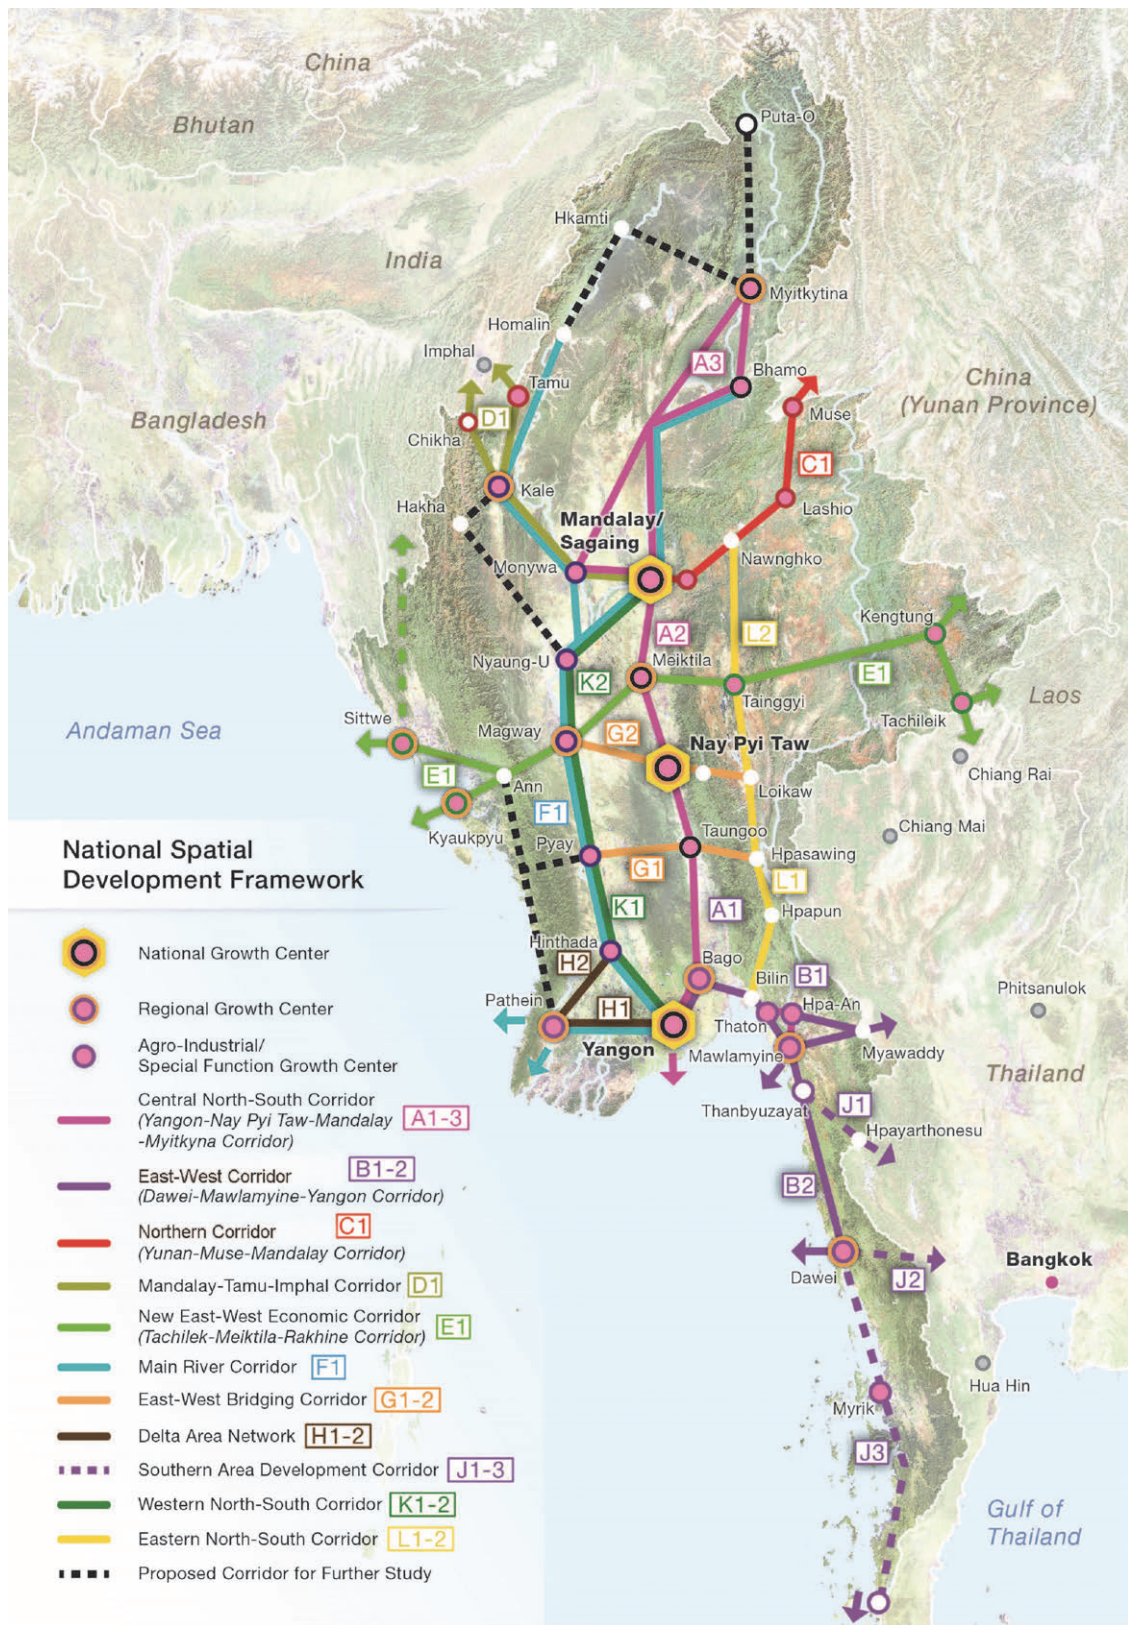 China
Bhutan
Puta-O
Hkamti
India
Myitkytina
Homalin
Imphal
A3
Bhamo
Tamu
China
(Yunan Province)
Bangladesh
D1
Muse
Chikha
C1
Kale
Hakha
Lashio
Mandalay/
Sagaing
Nawnghko
Monywa
Kengtung
A2
L2
Nyaung-U
Meiktila
E1
K2
Tainggyi
Laos
Tachileik
Sittwe
Andaman Sea
Magway
G2
Nay Pyi Taw
Chiang Rai
E1
Ann
Loikaw
F1
Kyaukpyu
Pyay
Taungoo
Chiang Mai
G1
Hpasawing
L1
K1
A1
Hpapun
Hinthada
H2
Bago
Bilin
B1
Pathein
H1
Hpa-An
Phitsanulok
Thaton
Yangon
Mawlamyine
Myawaddy
Thailand
Thanbyuzayat
J1
Hpayarthonesu
B2
Dawei
J2
Bangkok
Hua Hin
Myrik
J3
Gulf of
Thailand
National Spatial
Development Framework
National Growth Center
Regional Growth Center
Agro-Industrial/
Special Function Growth Center
Central North-South Corridor
(Yangon-Nay Pyi Taw-Mandalay A1-3
-Myitkyna Corridor)
East-West Corridor B1-2
(Dawei-Mawlamyine-Yangon Corridor)
Northern Corridor C1
(Yunan-Muse-Mandalay Corridor)
Mandalay-Tamu-Imphal Corridor D1
New East-West Economic Corridor
(Tachilek-Meiktila-Rakhine Corridor) E1
Main River Corridor F1
East-West Bridging Corridor G1-2
Delta Area Network H1-2
Southern Area Development Corridor J1-3
Western North-South Corridor K1-2
Eastern North-South Corridor L1-2
Proposed Corridor for Further Study